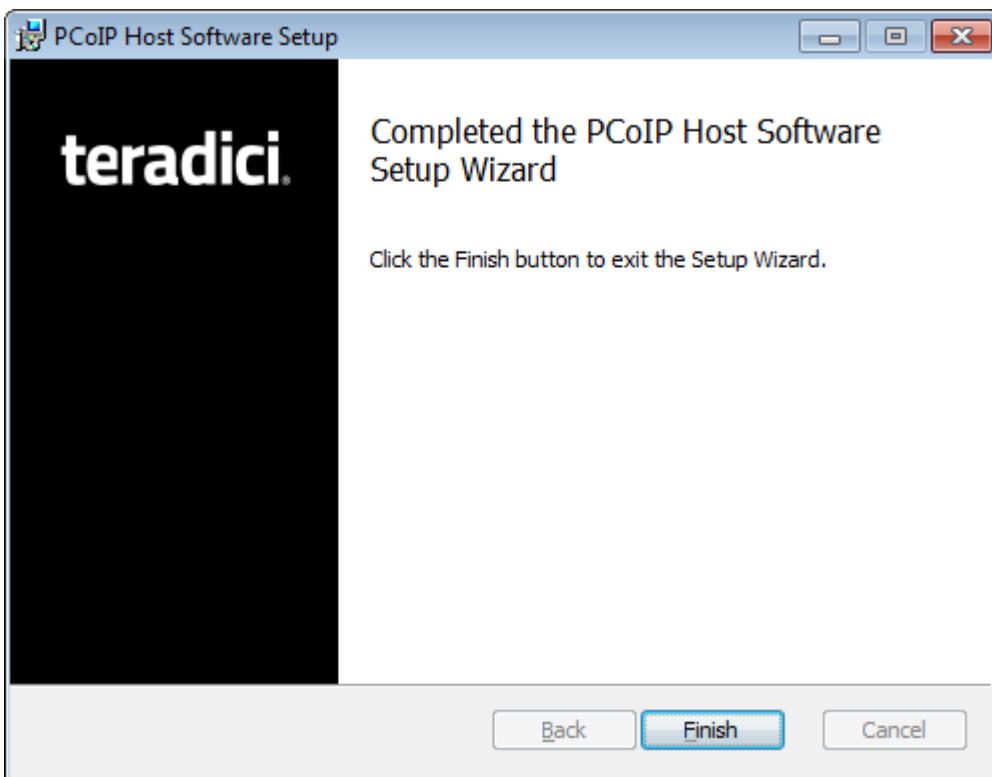 PCoIP Host Software Setup
teradici.
Completed the PCoIP Host Software
Setup Wizard
Click the Finish button to exit the Setup Wizard.
Back
Finish
Cancel